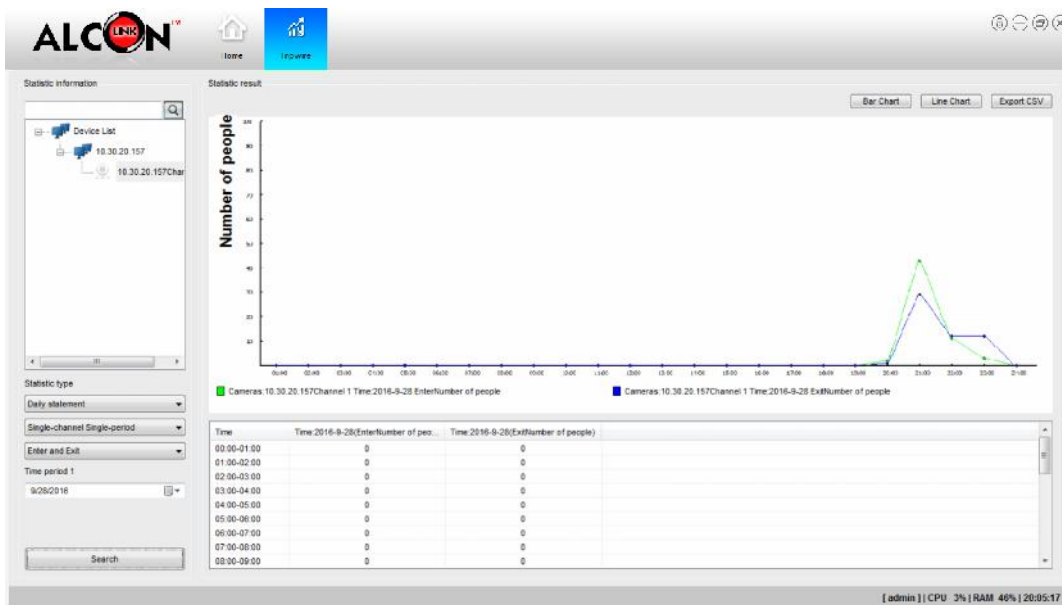 ALCON LINK TM
Home
Tripwire
Statistic information
Statistic result
Bar Chart
Line Chart
Export CSV
Device List
10.30.20.157
10.30.20.157Char
Number of people
Statistic type
Daily statement
Single-channel Single-period
Enter and Exit
Time period 1
9/28/2016
Search
Cameras:10.30.20.157Channel 1 Time:2016-9-28 EnterNumber of people
Cameras:10.30.20.157Channel 1 Time:2016-9-28 ExitNumber of people
Time Time:2016-9-28(EnterNumber of peo... Time:2016-9-28(ExitNumber of people)
00:00-01:00 0 0
01:00-02:00 0 0
02:00-03:00 0 0
03:00-04:00 0 0
04:00-05:00 0 0
05:00-06:00 0 0
06:00-07:00 0 0
07:00-08:00 0 0
08:00-09:00 0 0
[ admin ] | CPU 3% | RAM 46% | 20:05:17